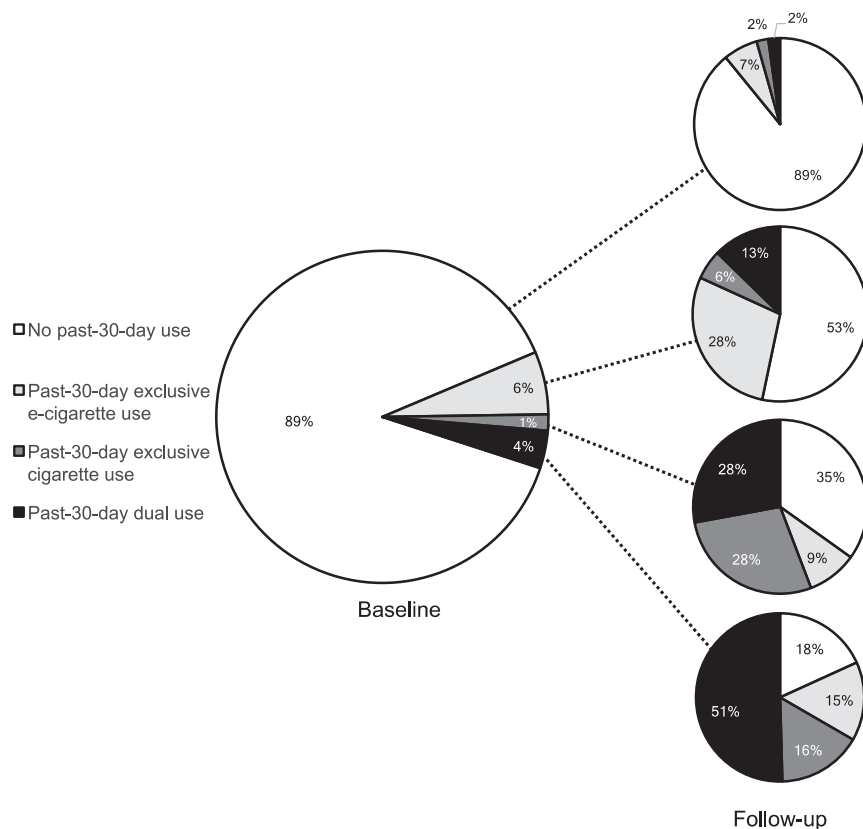 2%
2%
7%
89%
13%
6%
28%
53%
No past-30-day use
Past-30-day exclusive
e-cigarette use
Past-30-day exclusive
cigarette use
Past-30-day dual use
89%
6%
1%
4%
Baseline
28%
35%
28%
9%
18%
15%
51%
16%
Follow-up